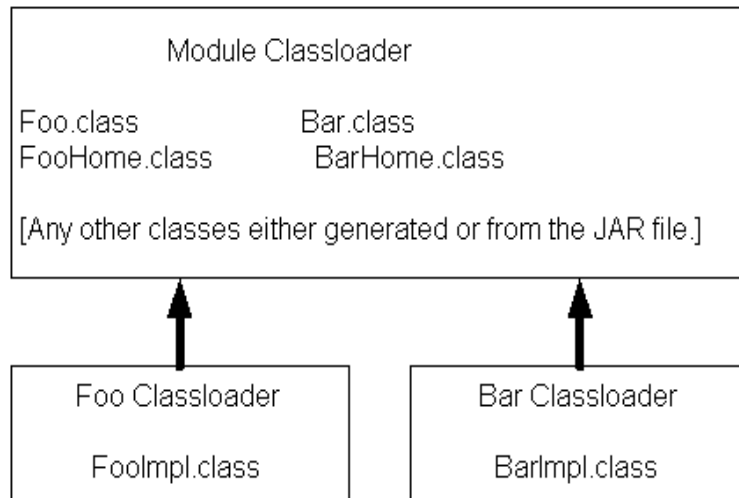 Module Classloader
Foo.class Bar.class
FooHome.class BarHome.class
[Any other classes either generated or from the JAR file.]
Foo Classloader Bar Classloader
FooImpl.class BarImpl.class